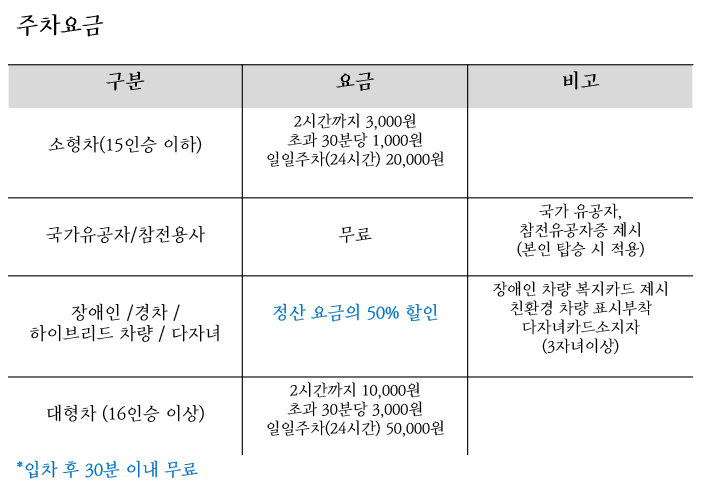 주차요금
구분
요금
비고
소형차(15인승 이하)
2시간까지 3,000원
초과 30분당 1,000원
일일주차(24시간) 20,000원
국가유공자/참전용사
무료
국가 유공자,
참전유공자증 제시
(본인 탑승 시 적용)
장애인 /경차 /
하이브리드 차량 / 다자녀
정산 요금의 50% 할인
장애인 차량 복지카드 제시
친환경 차량 표시부착
다자녀카드소지자
(3자녀이상)
대형차 (16인승 이상)
2시간까지 10,000원
초과 30분당 3,000원
일일주차(24시간) 50,000원
*입차 후 30분 이내 무료